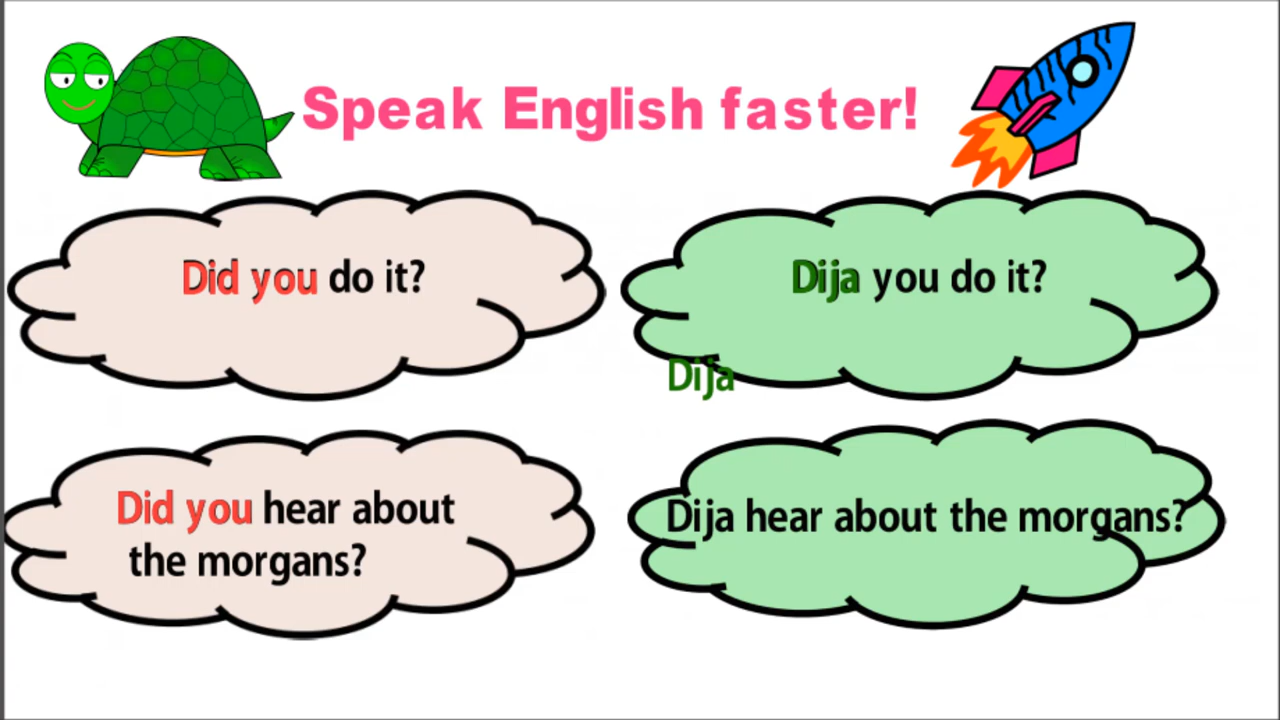 Speak English faster!
Did you do it?
Dija you do it?
Dija
Did you hear about
the morgans?
Dija hear about the morgans?